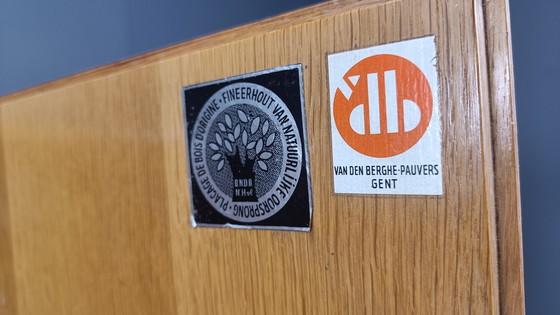 FINEERHOUT VAN NATUURLIJKE OORSPRONG •
PLACAGE DE BOIS D'ORIGINE •
VAN DEN BERGHE-PAUVERS
GENT